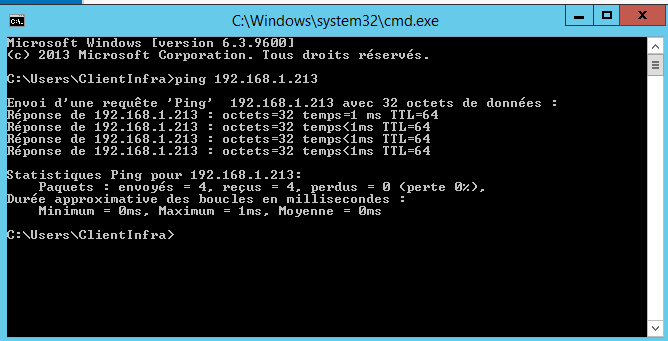 C:\Windows\system32\cmd.exe
Microsoft Windows [version 6.3.9600]
(c) 2013 Microsoft Corporation. Tous droits réservés.
C:\Users\ClientInfra>ping 192.168.1.213
Envoi d'une requête 'Ping'  192.168.1.213 avec 32 octets de données :
Réponse de 192.168.1.213 : octets=32 temps=1 ms TTL=64
Réponse de 192.168.1.213 : octets=32 temps<1ms TTL=64
Réponse de 192.168.1.213 : octets=32 temps<1ms TTL=64
Réponse de 192.168.1.213 : octets=32 temps<1ms TTL=64
Statistiques Ping pour 192.168.1.213:
    Paquets : envoyés = 4, reçus = 4, perdus = 0 (perte 0%),
Durée approximative des boucles en millisecondes :
    Minimum = 0ms, Maximum = 1ms, Moyenne = 0ms
C:\Users\ClientInfra>